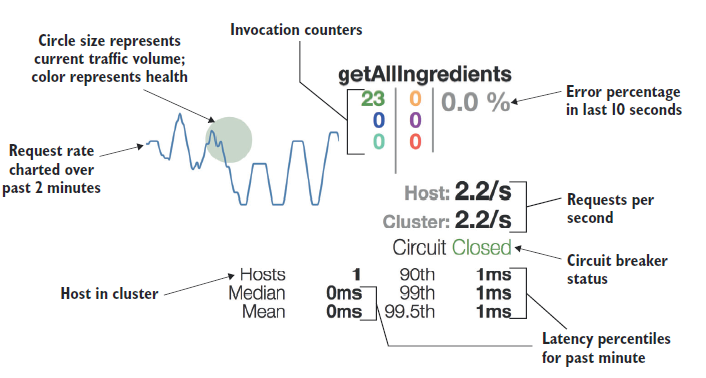 Circle size represents
current traffic volume;
color represents health
Invocation counters
getAllIngredients
23 0 0.0 %
0 0
0 0
Error percentage
in last 10 seconds
Request rate
charted over
past 2 minutes
Host: 2.2/s
Cluster: 2.2/s
Requests per
second
Circuit Closed
Circuit breaker
status
Host in cluster
Hosts 1 90th 1ms
Median 0ms 99th 1ms
Mean 0ms 99.5th 1ms
Latency percentiles
for past minute